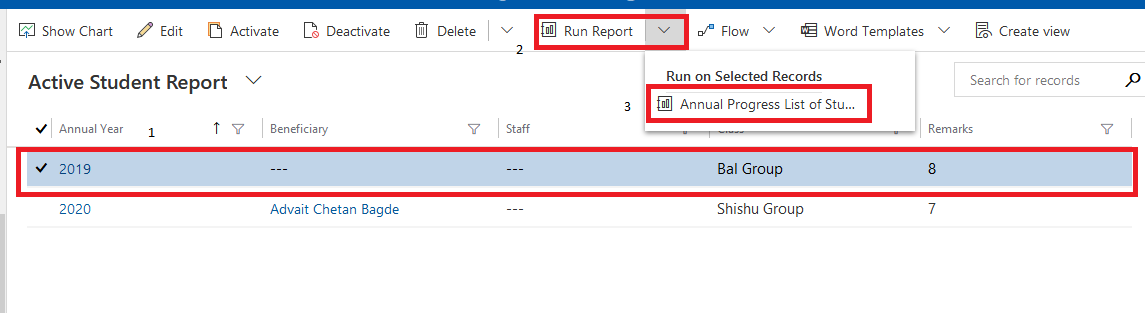 Show Chart Edit Activate Deactivate Delete 2 Run Report Flow Word Templates Create view
Run on Selected Records
Active Student Report Search for records
3 Annual Progress List of Stu...
Annual Year 1 Beneficiary Staff Class Remarks
2019 --- --- Bal Group 8
2020 Advait Chetan Bagde --- Shishu Group 7